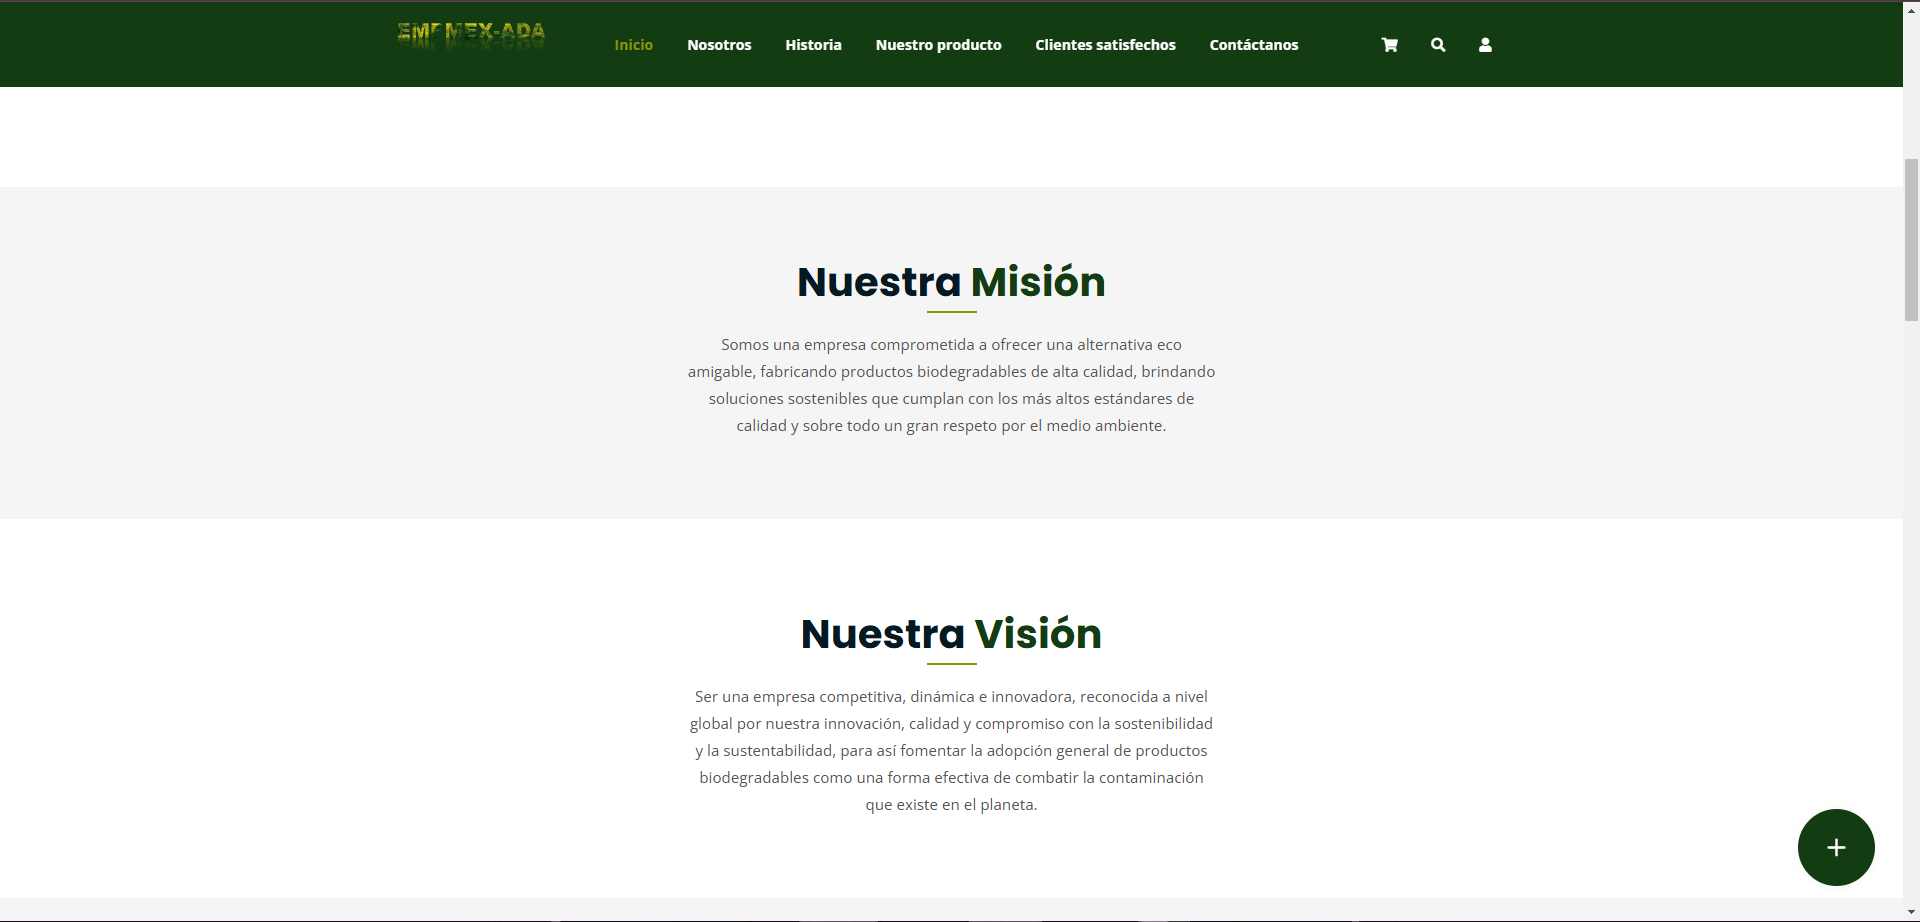 EMPMEX-ADA
Inicio Nosotros Historia Nuestro producto Clientes satisfechos Contáctanos
Nuestra Misión
Somos una empresa comprometida a ofrecer una alternativa eco
amigable, fabricando productos biodegradables de alta calidad, brindando
soluciones sostenibles que cumplan con los más altos estándares de
calidad y sobre todo un gran respeto por el medio ambiente.
Nuestra Visión
Ser una empresa competitiva, dinámica e innovadora, reconocida a nivel
global por nuestra innovación, calidad y compromiso con la sostenibilidad
y la sustentabilidad, para así fomentar la adopción general de productos
biodegradables como una forma efectiva de combatir la contaminación
que existe en el planeta.